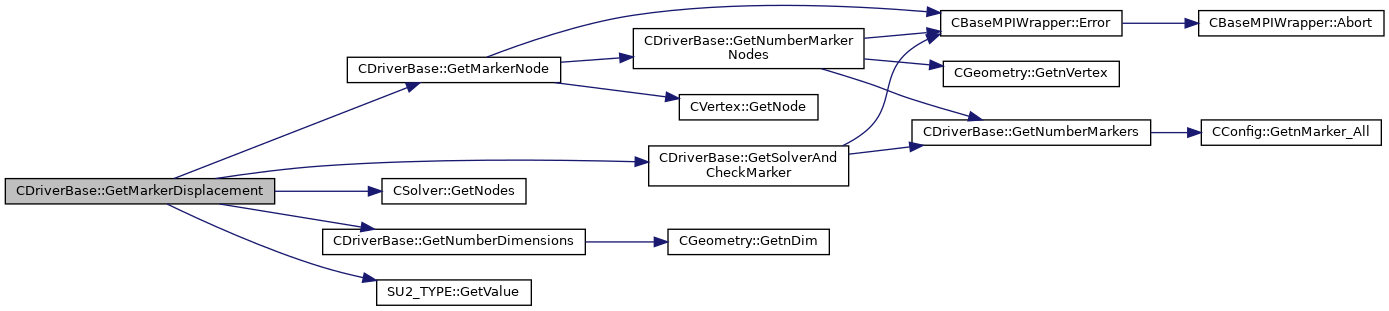 CBaseMPIWrapper::Error
CBaseMPIWrapper::Abort
CDriverBase::GetNumberMarker
Nodes
CDriverBase::GetMarkerNode
CGeometry::GetnVertex
CVertex::GetNode
CDriverBase::GetNumberMarkers
CConfig::GetnMarker_All
CDriverBase::GetSolverAnd
CheckMarker
CDriverBase::GetMarkerDisplacement
CSolver::GetNodes
CDriverBase::GetNumberDimensions
CGeometry::GetnDim
SU2_TYPE::GetValue